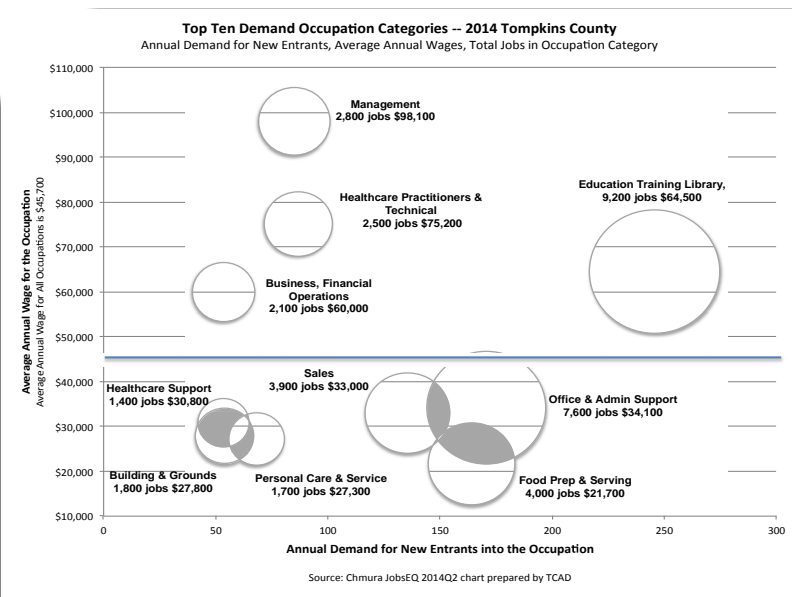 Top Ten Demand Occupation Categories -- 2014 Tompkins County
Annual Demand for New Entrants, Average Annual Wages, Total Jobs in Occupation Category
Average Annual Wage for the Occupation
Average Annual Wage for All Occupations is $45,700
$110,000
$100,000
$90,000
$80,000
$70,000
$60,000
$50,000
$40,000
$30,000
$20,000
$10,000
Management
2,800 jobs $98,100
Healthcare Practitioners &
Technical
2,500 jobs $75,200
Education Training Library,
9,200 jobs $64,500
Business, Financial
Operations
2,100 jobs $60,000
Sales
3,900 jobs $33,000
Healthcare Support
1,400 jobs $30,800
Office & Admin Support
7,600 jobs $34,100
Building & Grounds
1,800 jobs $27,800
Personal Care & Service
1,700 jobs $27,300
Food Prep & Serving
4,000 jobs $21,700
0
50
100
150
200
250
300
Annual Demand for New Entrants into the Occupation
Source: Chmura JobsEQ 2014Q2 chart prepared by TCAD